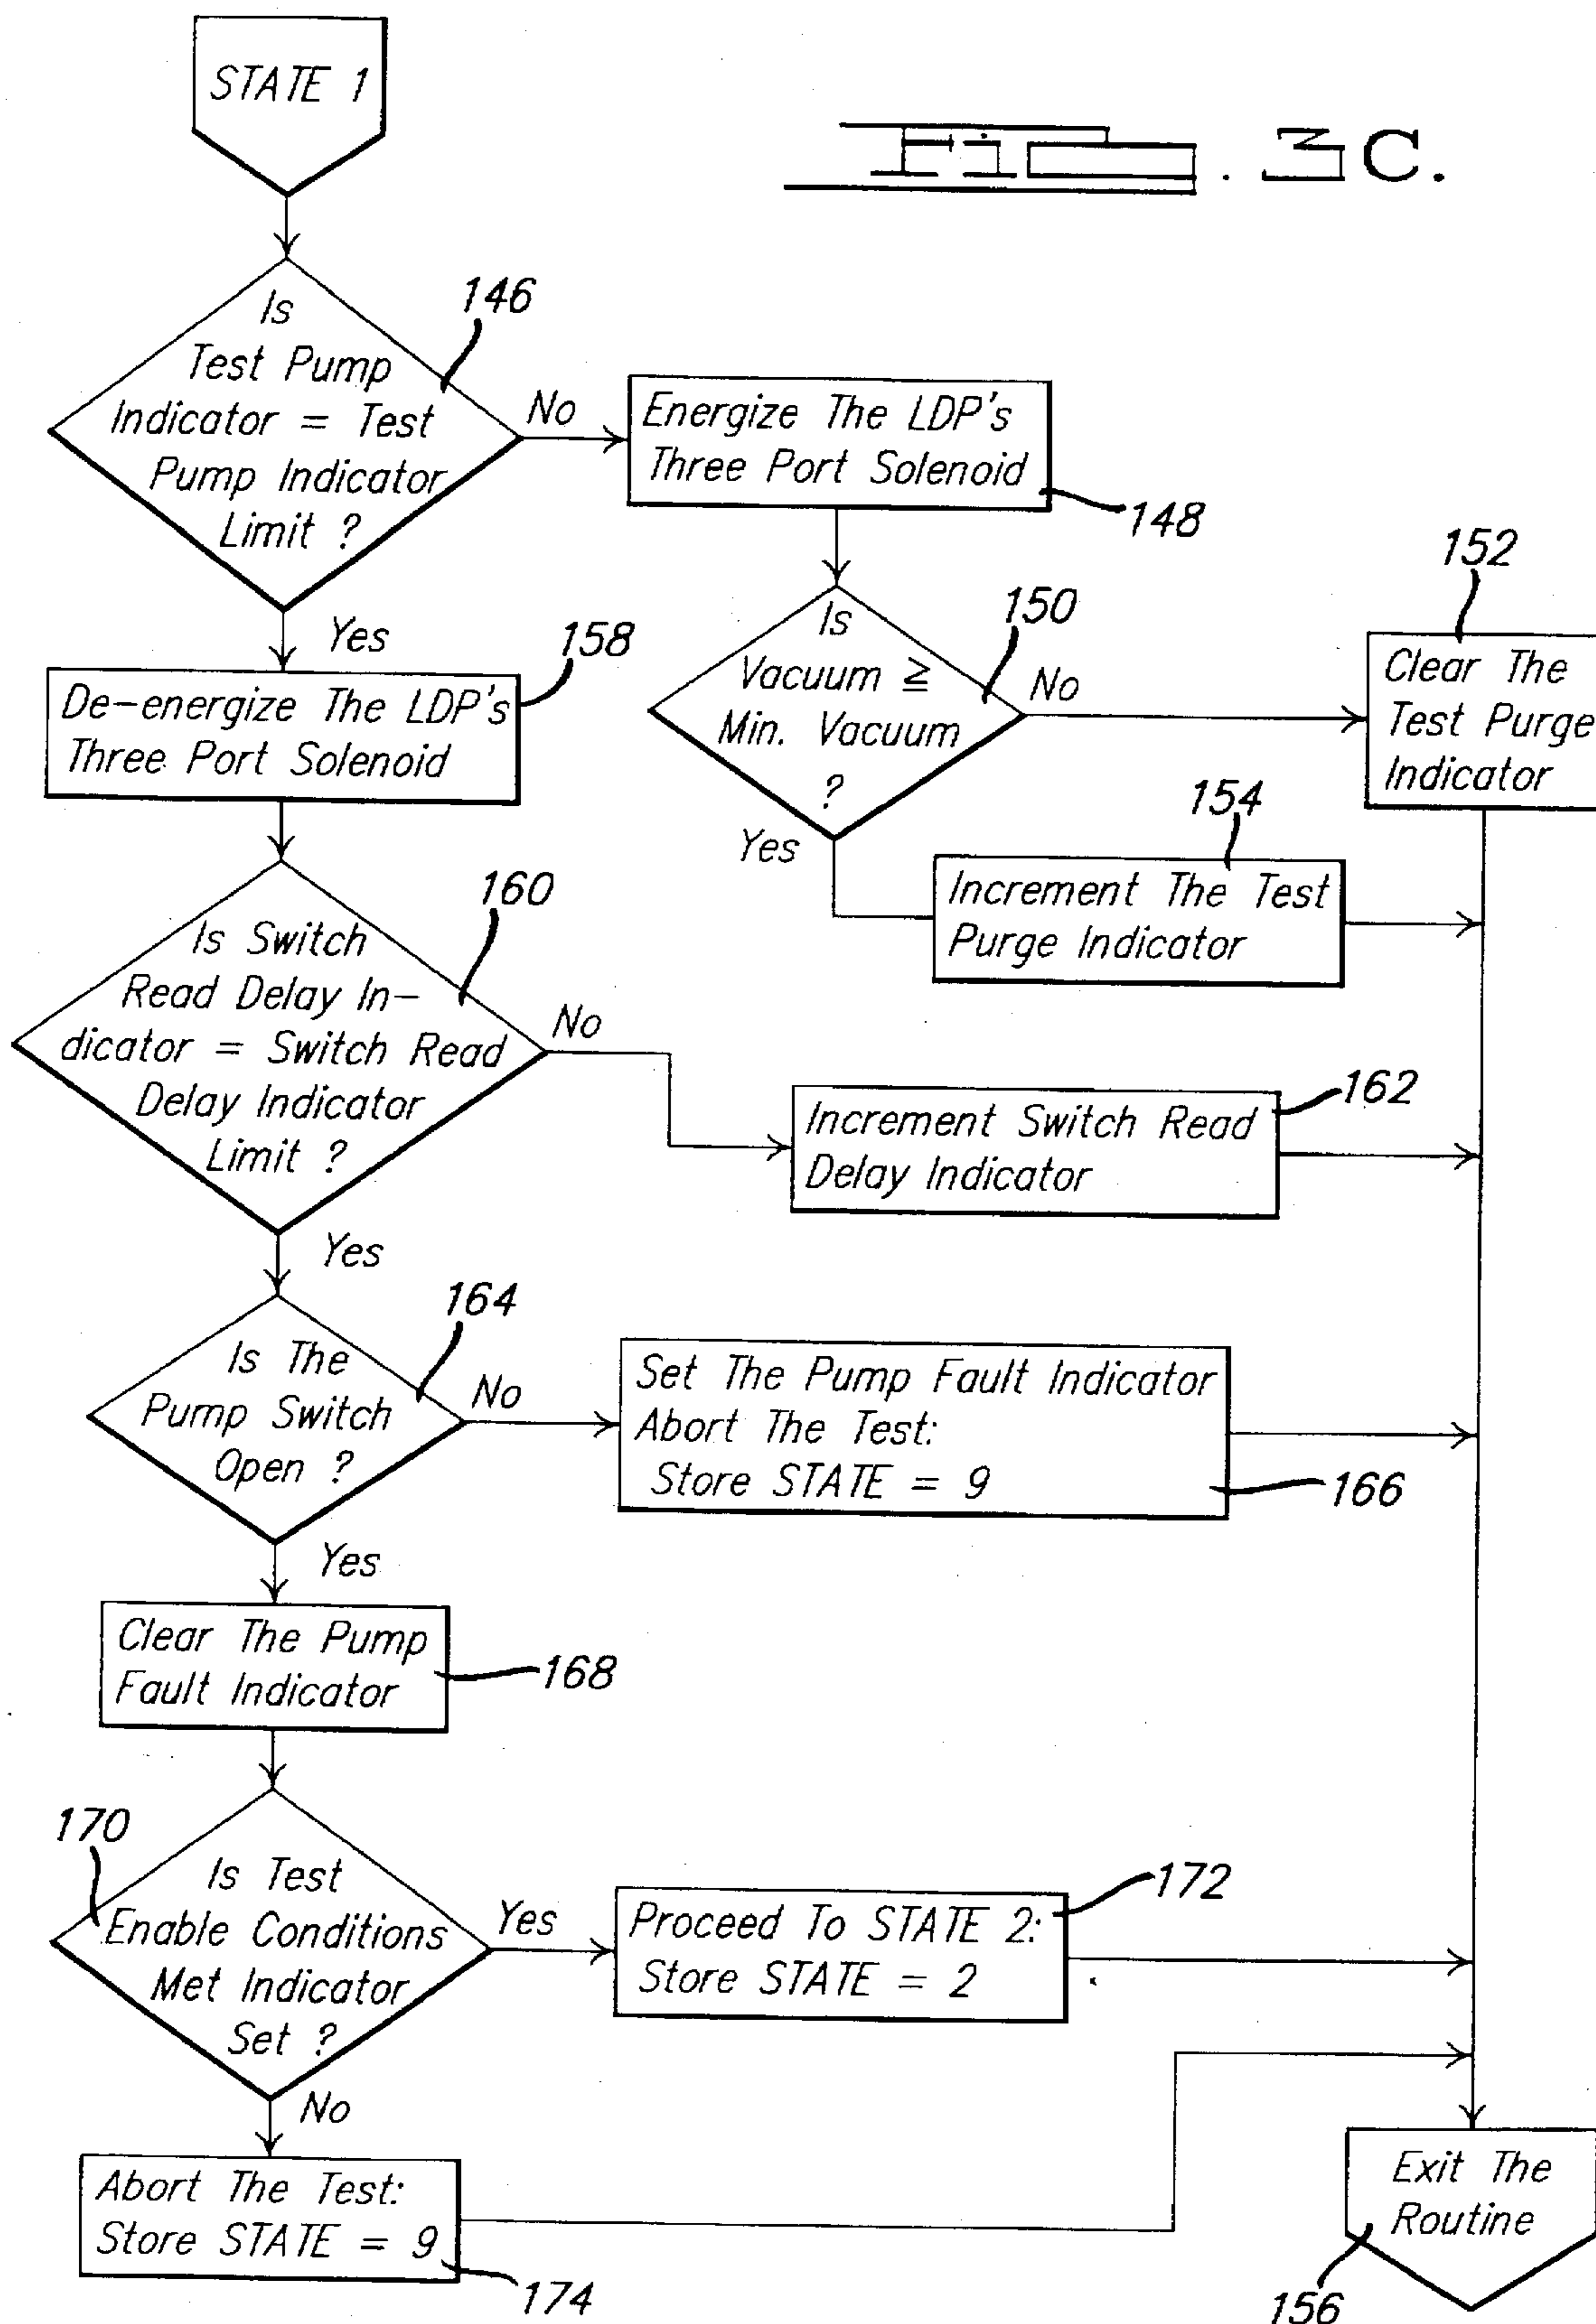 STATE 1
FIG. 3C.
Is
Test Pump
Indicator = Test
Pump Indicator
Limit ?
146
No
Energize The LDP's
Three Port Solenoid
148
Yes
158
De-energize The LDP's
Three Port Solenoid
Is
Vacuum ≧
Min. Vacuum
?
150
No
152
Clear The
Test Purge
Indicator
Yes
154
Increment The Test
Purge Indicator
160
Is Switch
Read Delay In-
dicator = Switch Read
Delay Indicator
Limit ?
No
Increment Switch Read
Delay Indicator
162
Yes
164
Is The
Pump Switch
Open ?
No
Set The Pump Fault Indicator
Abort The Test:
Store STATE = 9
166
Yes
Clear The Pump
Fault Indicator
168
170
Is Test
Enable Conditions
Met Indicator
Set ?
Yes
Proceed To STATE 2:
Store STATE = 2
172
No
Abort The Test:
Store STATE = 9
174
Exit The
Routine
156